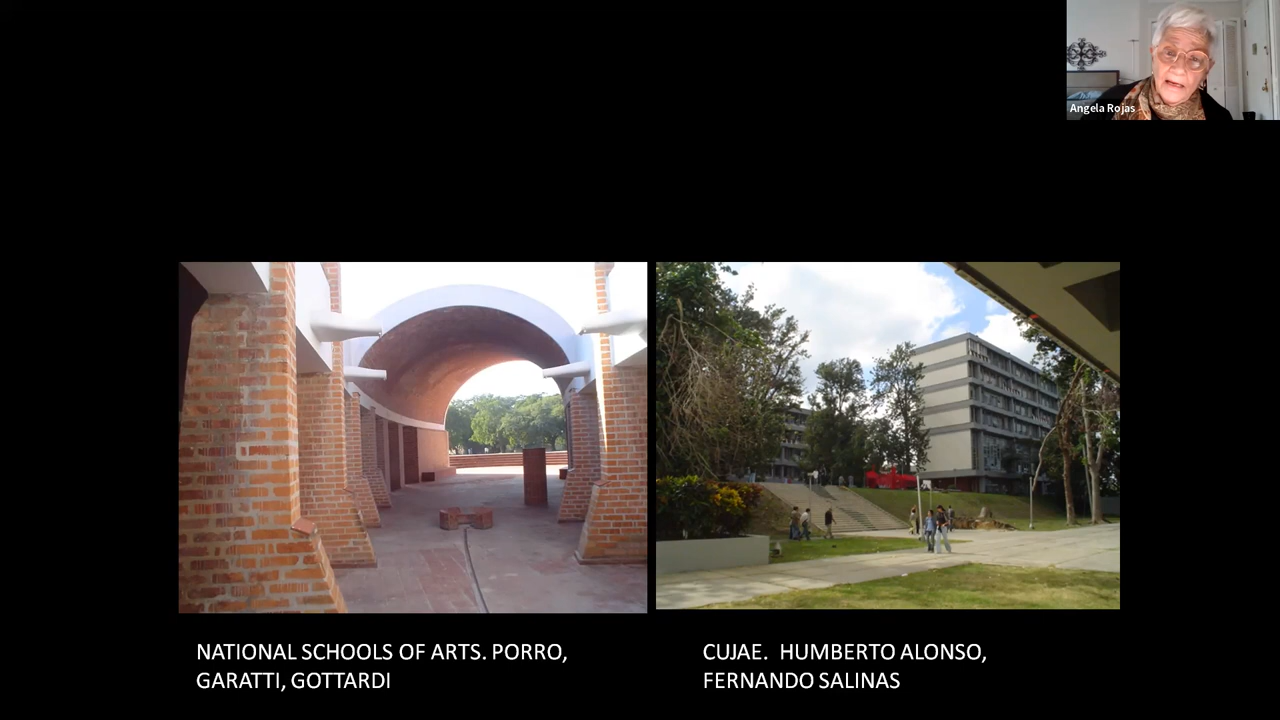 Angela Rojas
NATIONAL SCHOOLS OF ARTS. PORRO,
GARATTI, GOTTARDI
CUJAE.  HUMBERTO ALONSO,
FERNANDO SALINAS